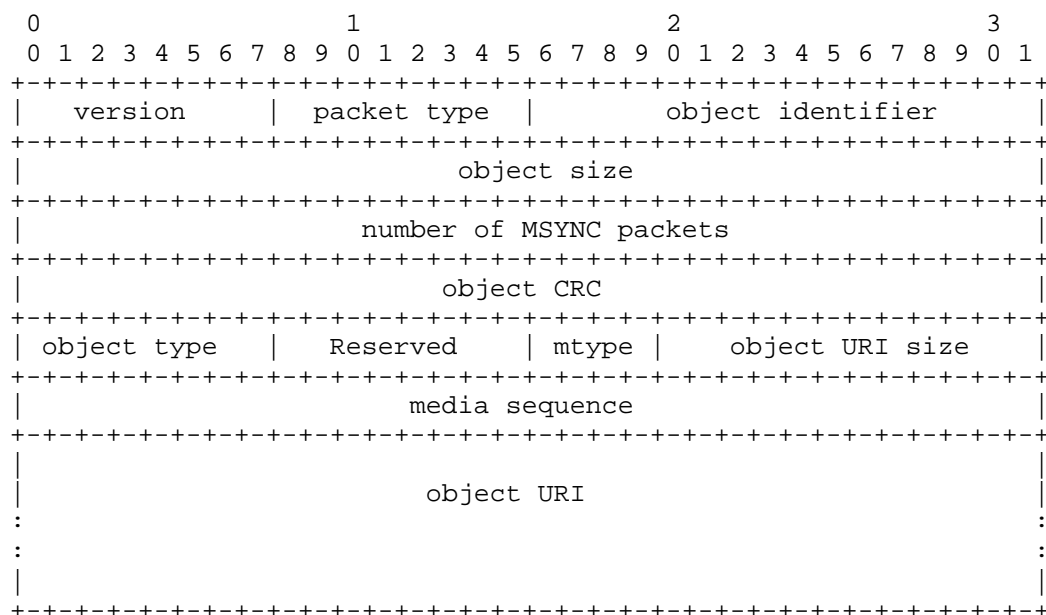 0                   1                   2                   3
 0 1 2 3 4 5 6 7 8 9 0 1 2 3 4 5 6 7 8 9 0 1 2 3 4 5 6 7 8 9 0 1
+-+-+-+-+-+-+-+-+-+-+-+-+-+-+-+-+-+-+-+-+-+-+-+-+-+-+-+-+-+-+-+-+
|    version    |  packet type  |       object identifier       |
+-+-+-+-+-+-+-+-+-+-+-+-+-+-+-+-+-+-+-+-+-+-+-+-+-+-+-+-+-+-+-+-+
|                          object size                          |
+-+-+-+-+-+-+-+-+-+-+-+-+-+-+-+-+-+-+-+-+-+-+-+-+-+-+-+-+-+-+-+-+
|                    number of MSYNC packets                    |
+-+-+-+-+-+-+-+-+-+-+-+-+-+-+-+-+-+-+-+-+-+-+-+-+-+-+-+-+-+-+-+-+
|                         object CRC                            |
+-+-+-+-+-+-+-+-+-+-+-+-+-+-+-+-+-+-+-+-+-+-+-+-+-+-+-+-+-+-+-+-+
| object type   |   Reserved    | mtype |    object URI size    |
+-+-+-+-+-+-+-+-+-+-+-+-+-+-+-+-+-+-+-+-+-+-+-+-+-+-+-+-+-+-+-+-+
|                       media sequence                          |
+-+-+-+-+-+-+-+-+-+-+-+-+-+-+-+-+-+-+-+-+-+-+-+-+-+-+-+-+-+-+-+-+
|                                                               |
|                        object URI                             |
:                                                               :
:                                                               :
|                                                               |
+-+-+-+-+-+-+-+-+-+-+-+-+-+-+-+-+-+-+-+-+-+-+-+-+-+-+-+-+-+-+-+-+